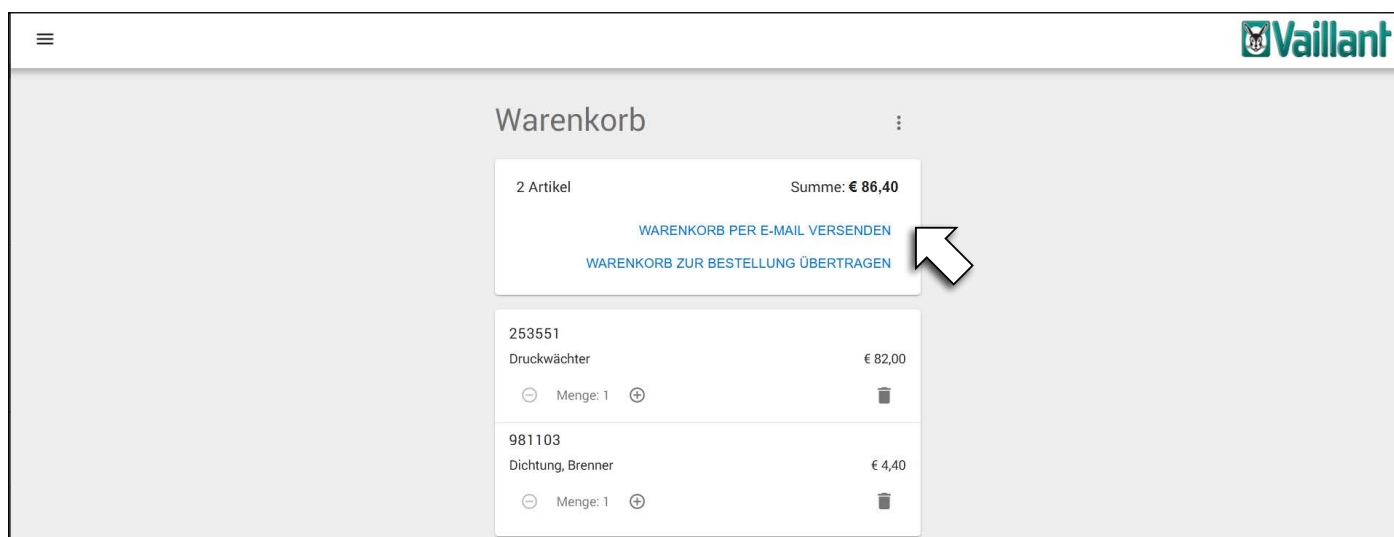 Vaillant
Warenkorb
2 Artikel Summe: € 86,40
WARENKORB PER E-MAIL VERSENDEN
WARENKORB ZUR BESTELLUNG ÜBERTRAGEN
253551
Druckwächter € 82,00
Menge: 1
981103
Dichtung, Brenner € 4,40
Menge: 1